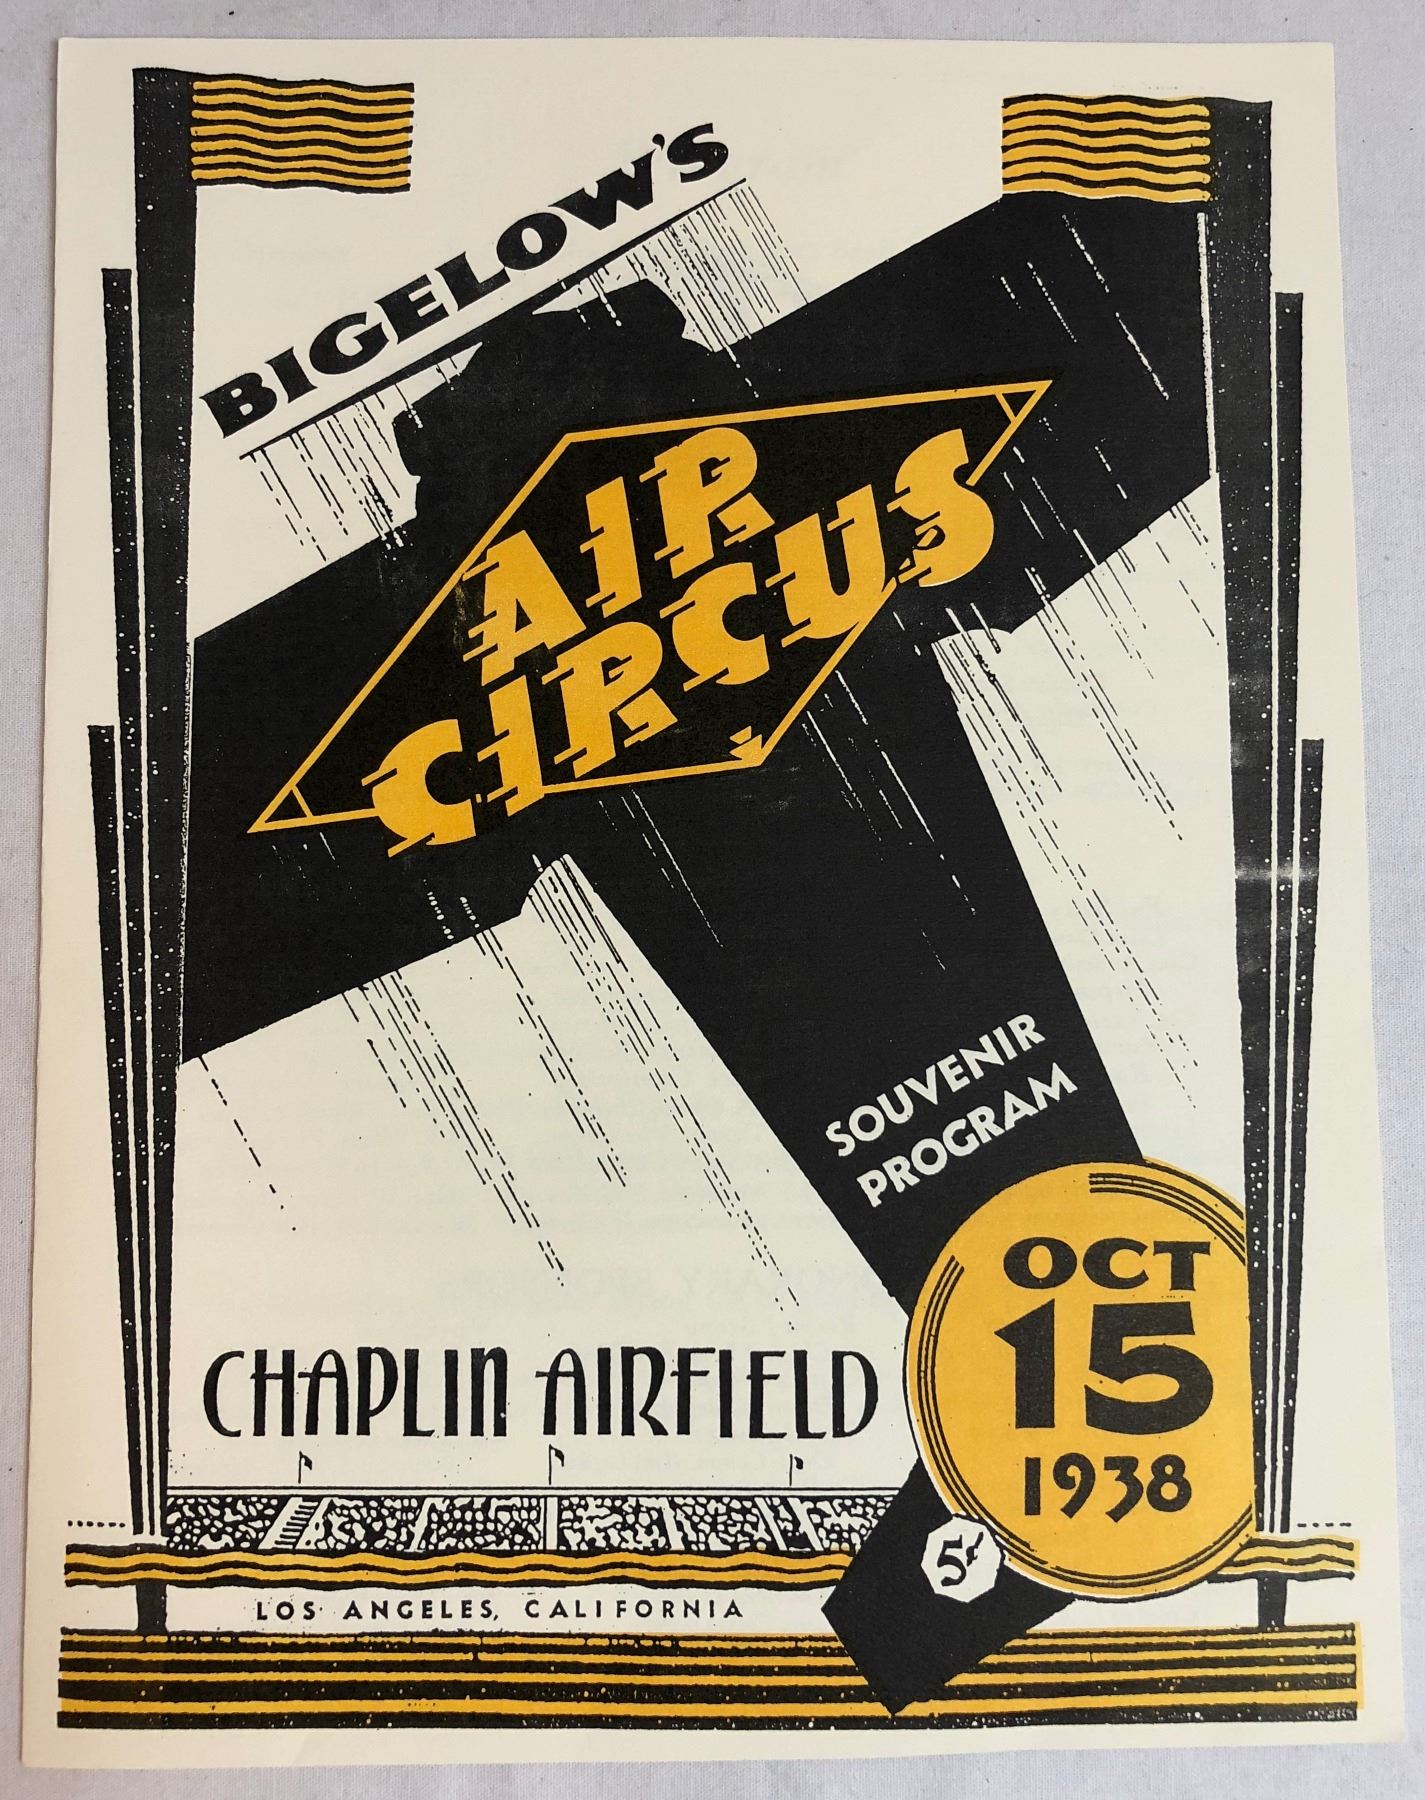 BIGELOW'S
AIR
CIRCUS
SOUVENIR
PROGRAM
OCT
15
1938
CHAPLIN AIRFIELD
5¢
LOS ANGELES, CALIFORNIA